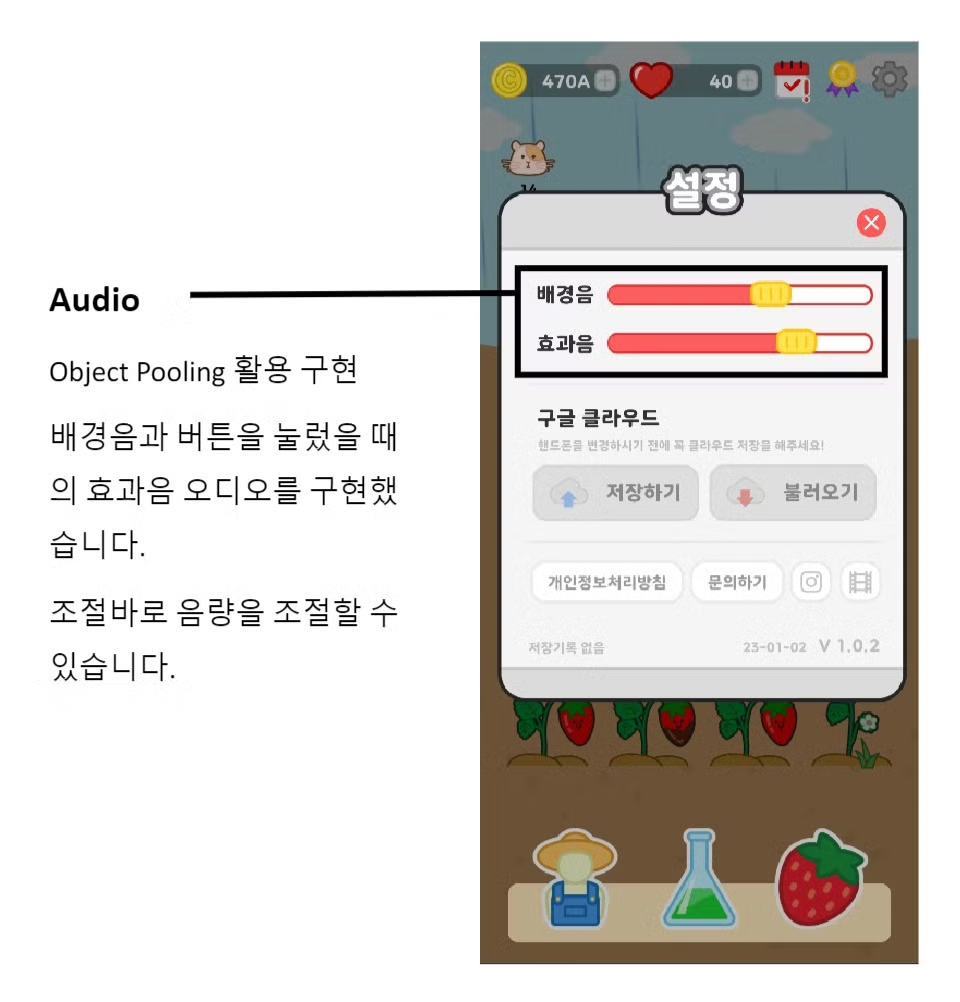 470A
40
설정
Audio
배경음
효과음
Object Pooling 활용 구현
배경음과 버튼을 눌렀을 때
의 효과음 오디오를 구현했
습니다.
조절바로 음량을 조절할 수
있습니다.
구글 클라우드
핸드폰을 변경하시기 전에 꼭 클라우드 저장을 해주세요!
저장하기
불러오기
개인정보처리방침
문의하기
저장기록 없음
23-01-02 V 1.0.2